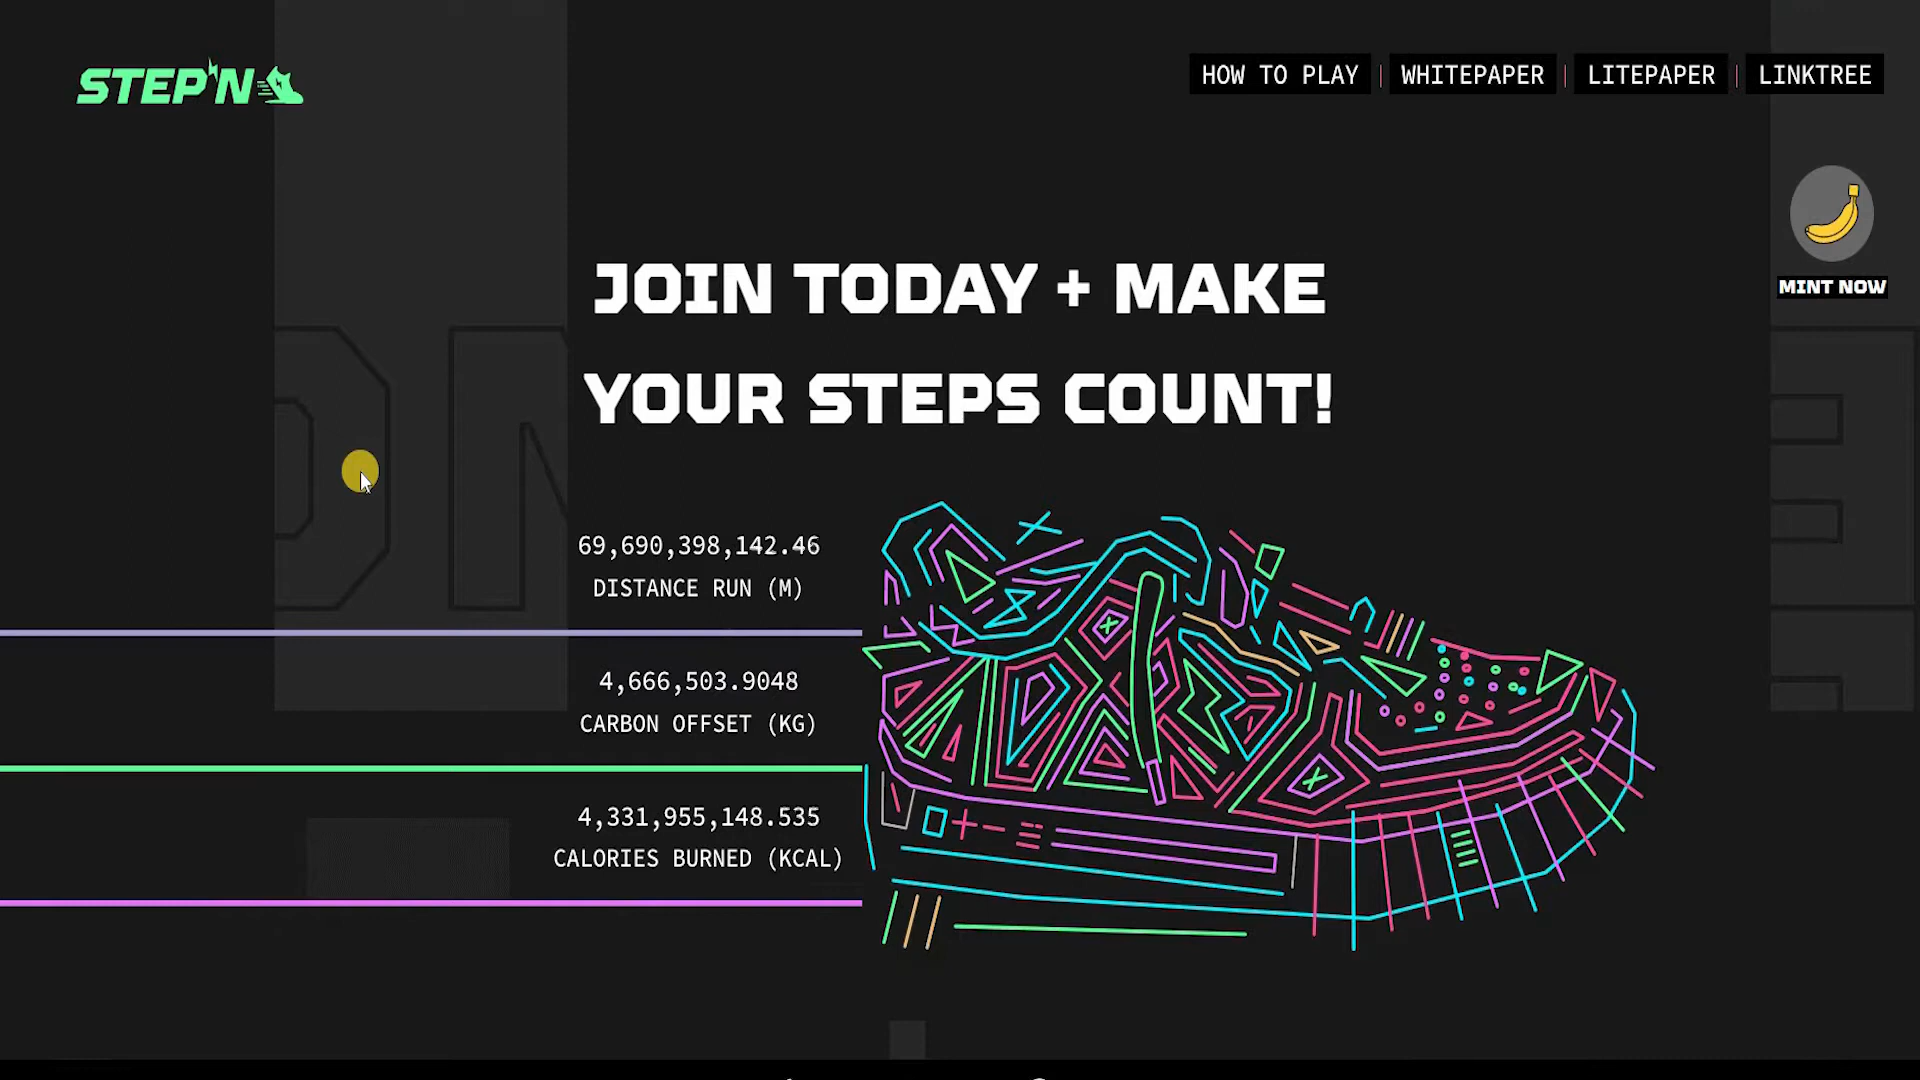 STEP'N
HOW TO PLAY | WHITEPAPER | LITEPAPER | LINKTREE
MINT NOW
JOIN TODAY + MAKE
YOUR STEPS COUNT!
69,690,398,142.46
DISTANCE RUN (M)
4,666,503.9048
CARBON OFFSET (KG)
4,331,955,148.535
CALORIES BURNED (KCAL)